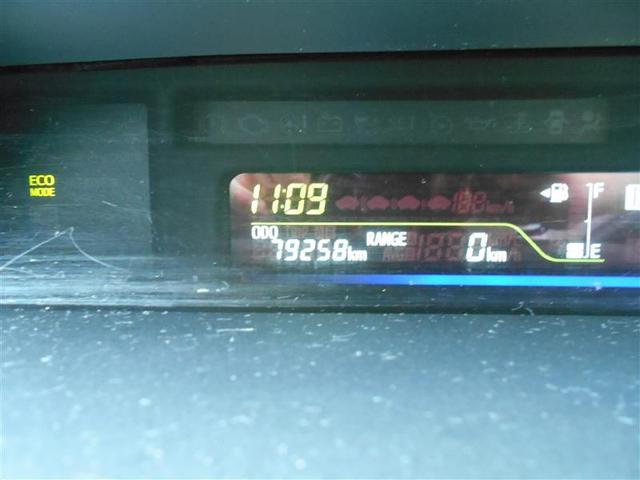 ECO
MODE
11:09
F
ODO
79258km
RANGE
0km
E